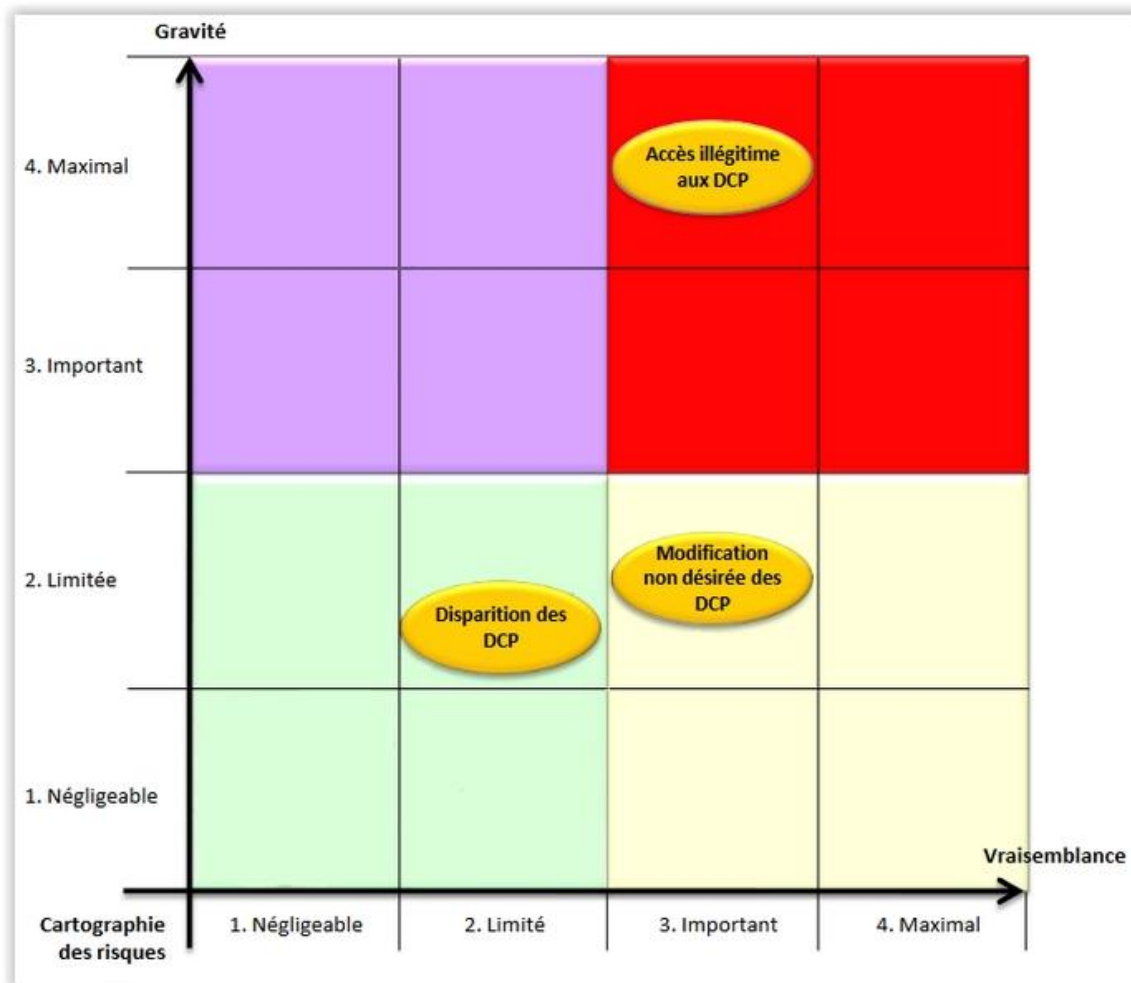 Gravité
4. Maximal
Accès illégitime
aux DCP
3. Important
2. Limitée
Modification
non désirée des
DCP
Disparition des
DCP
1. Négligeable
Vraisemblance
Cartographie
des risques
1. Négligeable
2. Limité
3. Important
4. Maximal